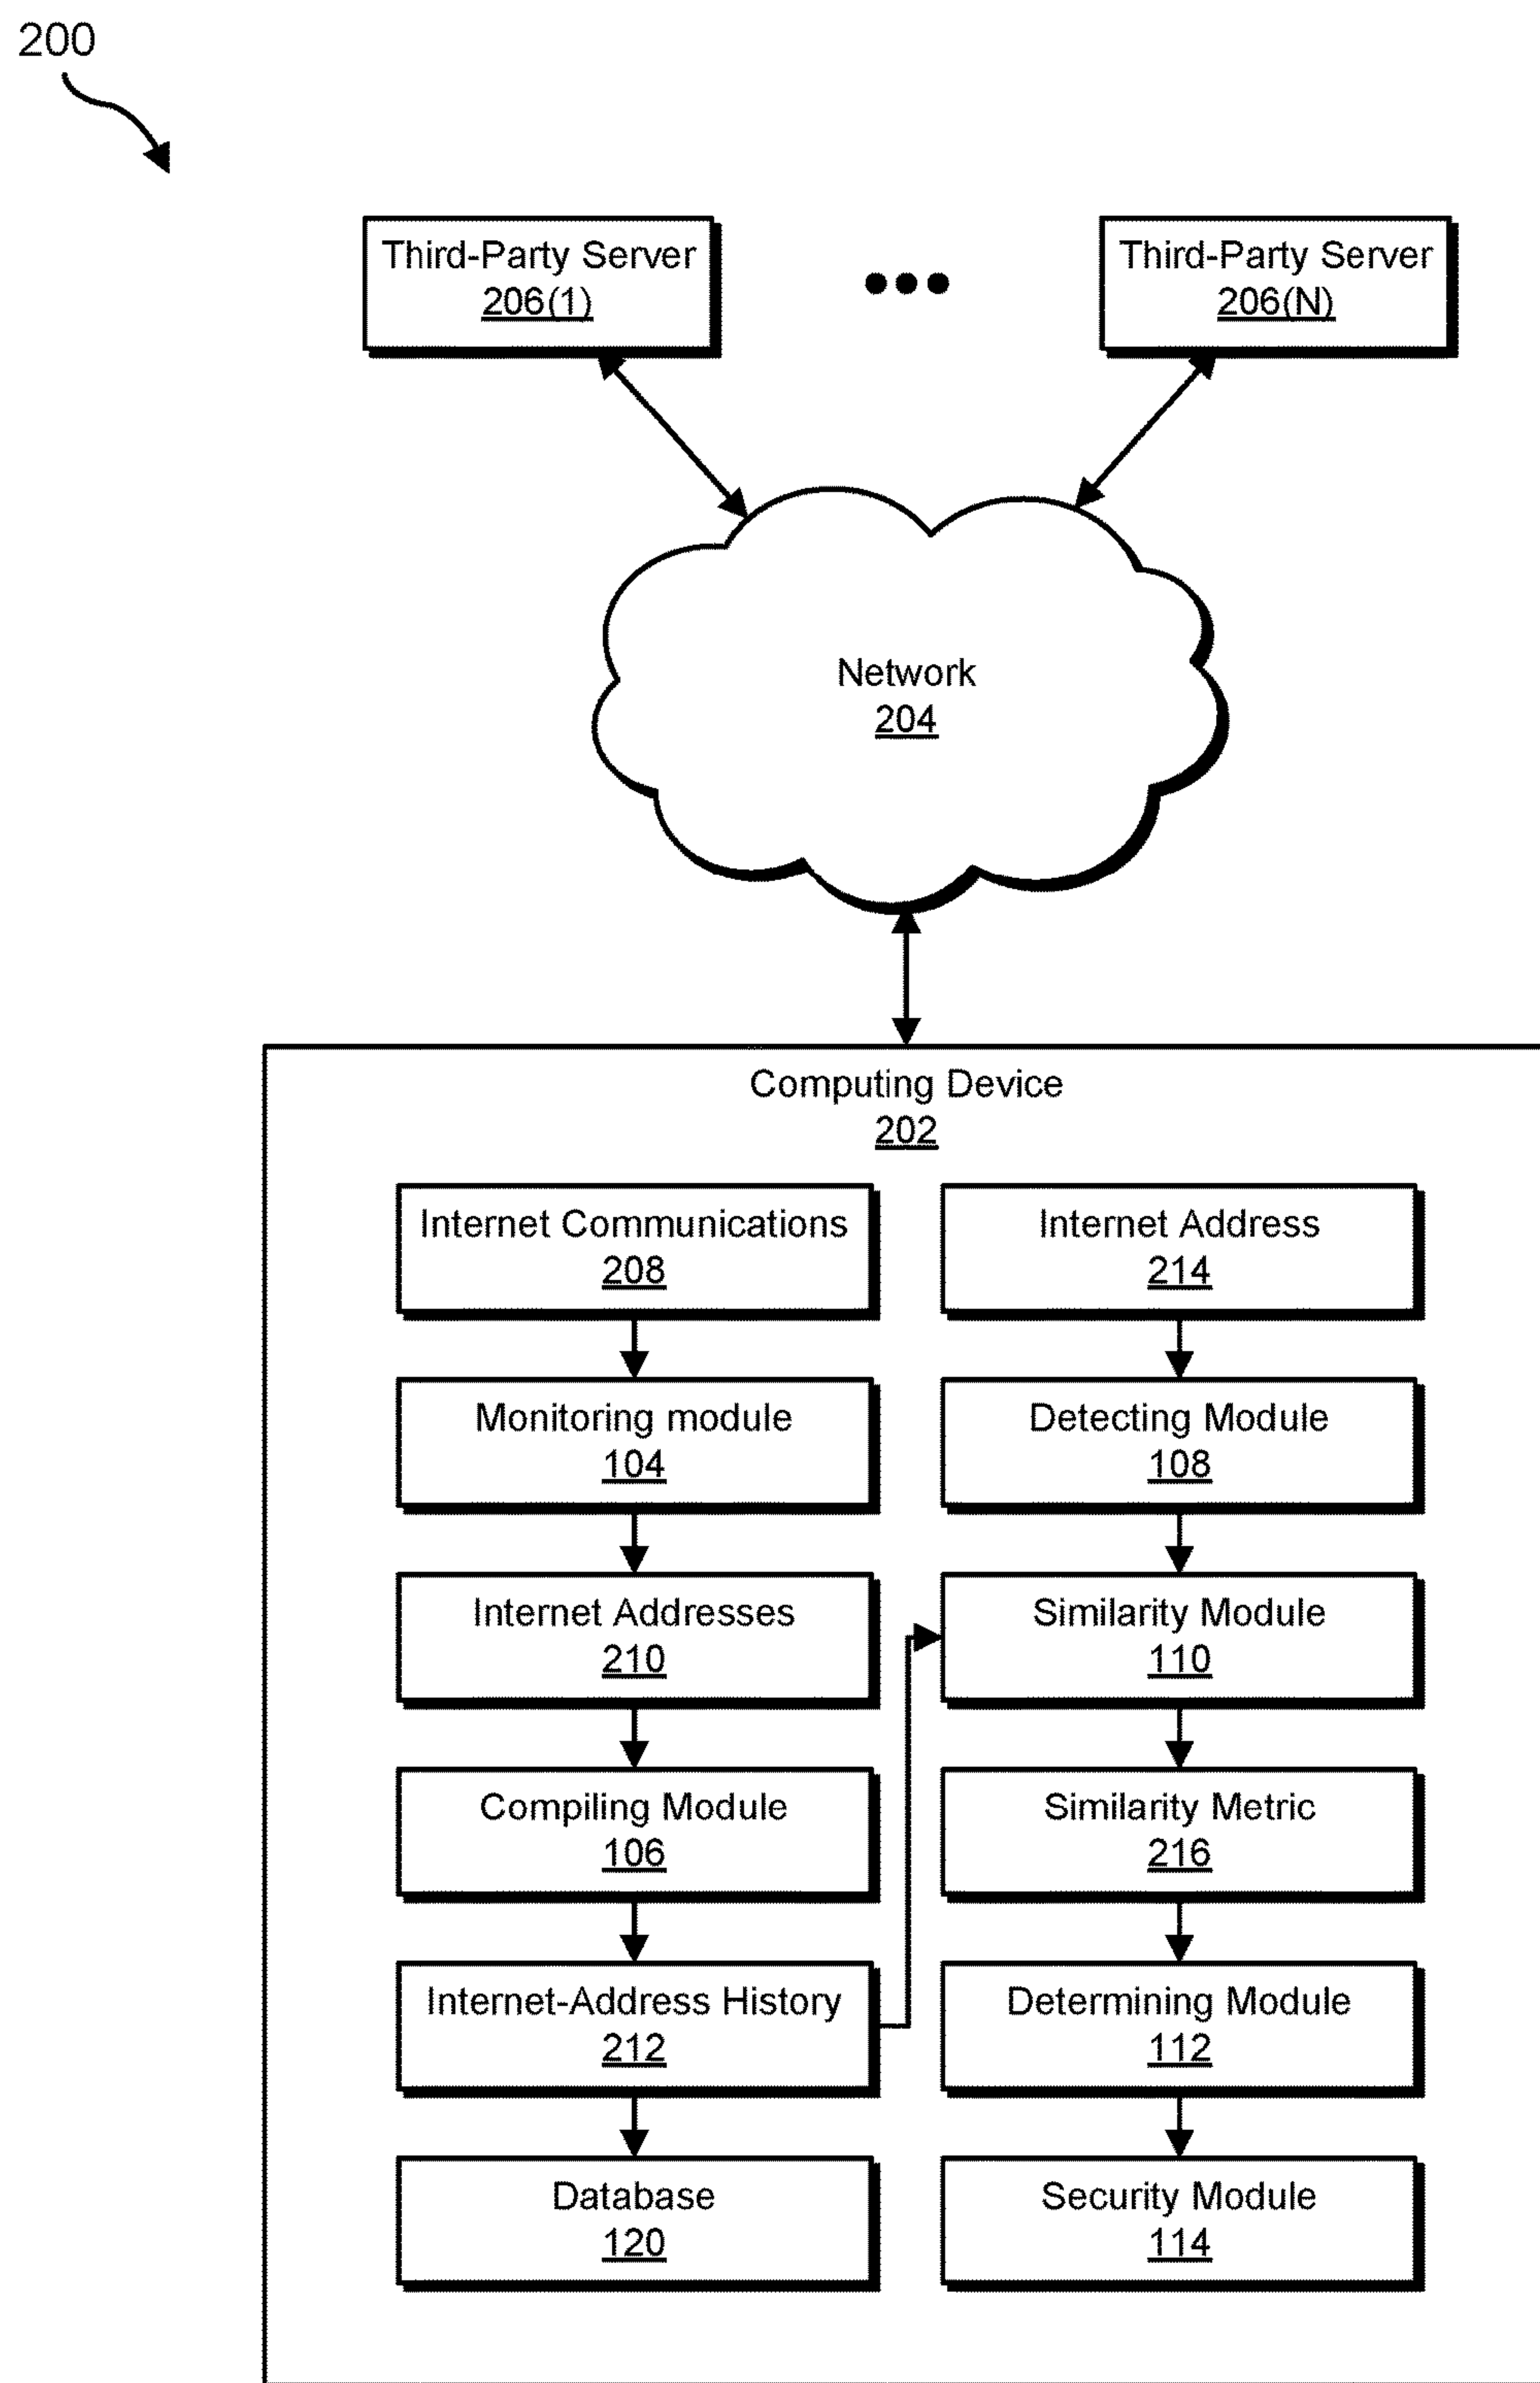 200
Third-Party Server
206(1)
Third-Party Server
206(N)
Network
204
Computing Device
202
Internet Communications
208
Monitoring module
104
Internet Addresses
210
Compiling Module
106
Internet-Address History
212
Database
120
Internet Address
214
Detecting Module
108
Similarity Module
110
Similarity Metric
216
Determining Module
112
Security Module
114